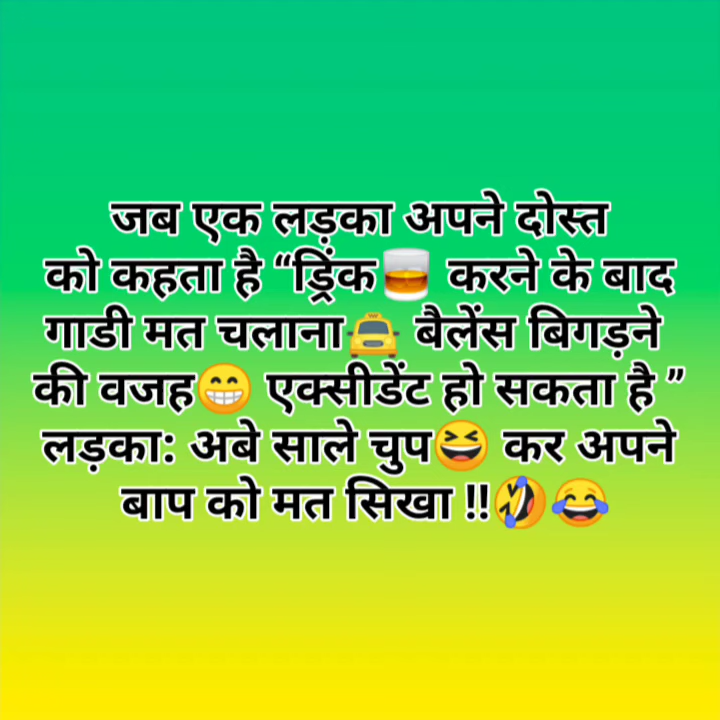 जब एक लड़का अपने दोस्त
को कहता है “ड्रिंक🥃 करने के बाद
गाडी मत चलाना🚖 बैलेंस बिगड़ने
की वजह😁 एक्सीडेंट हो सकता है ”
लड़का: अबे साले चुप😆 कर अपने
बाप को मत सिखा !!🤣😂